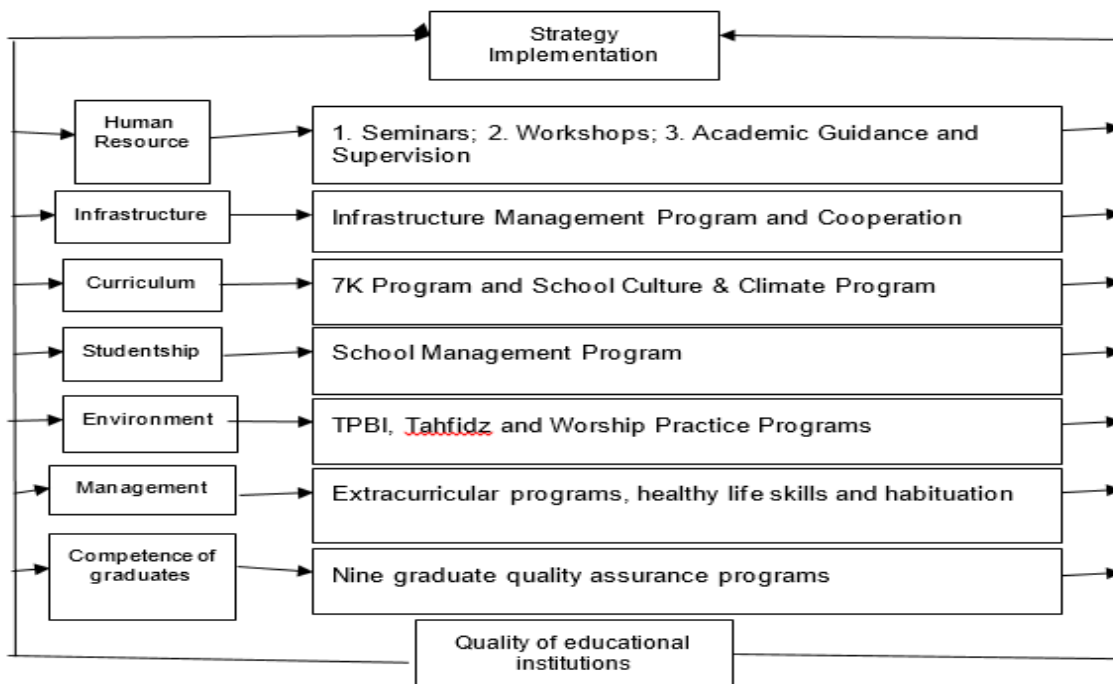 Strategy
Implementation
Human
Resource
1. Seminars; 2. Workshops; 3. Academic Guidance and
Supervision
Infrastructure
Infrastructure Management Program and Cooperation
Curriculum
7K Program and School Culture & Climate Program
Studentship
School Management Program
Environment
TPBI, Tahfidz and Worship Practice Programs
Management
Extracurricular programs, healthy life skills and habituation
Competence of
graduates
Nine graduate quality assurance programs
Quality of educational
institutions